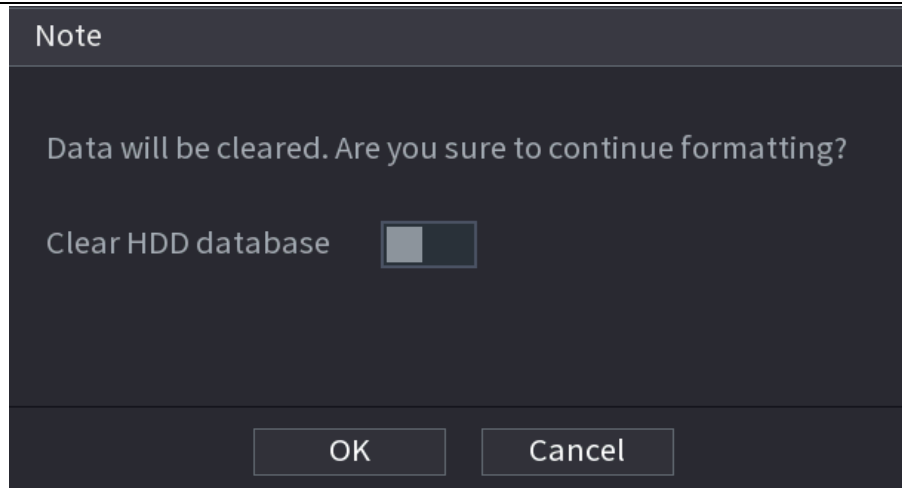 Note
Data will be cleared. Are you sure to continue formatting?
Clear HDD database
OK
Cancel